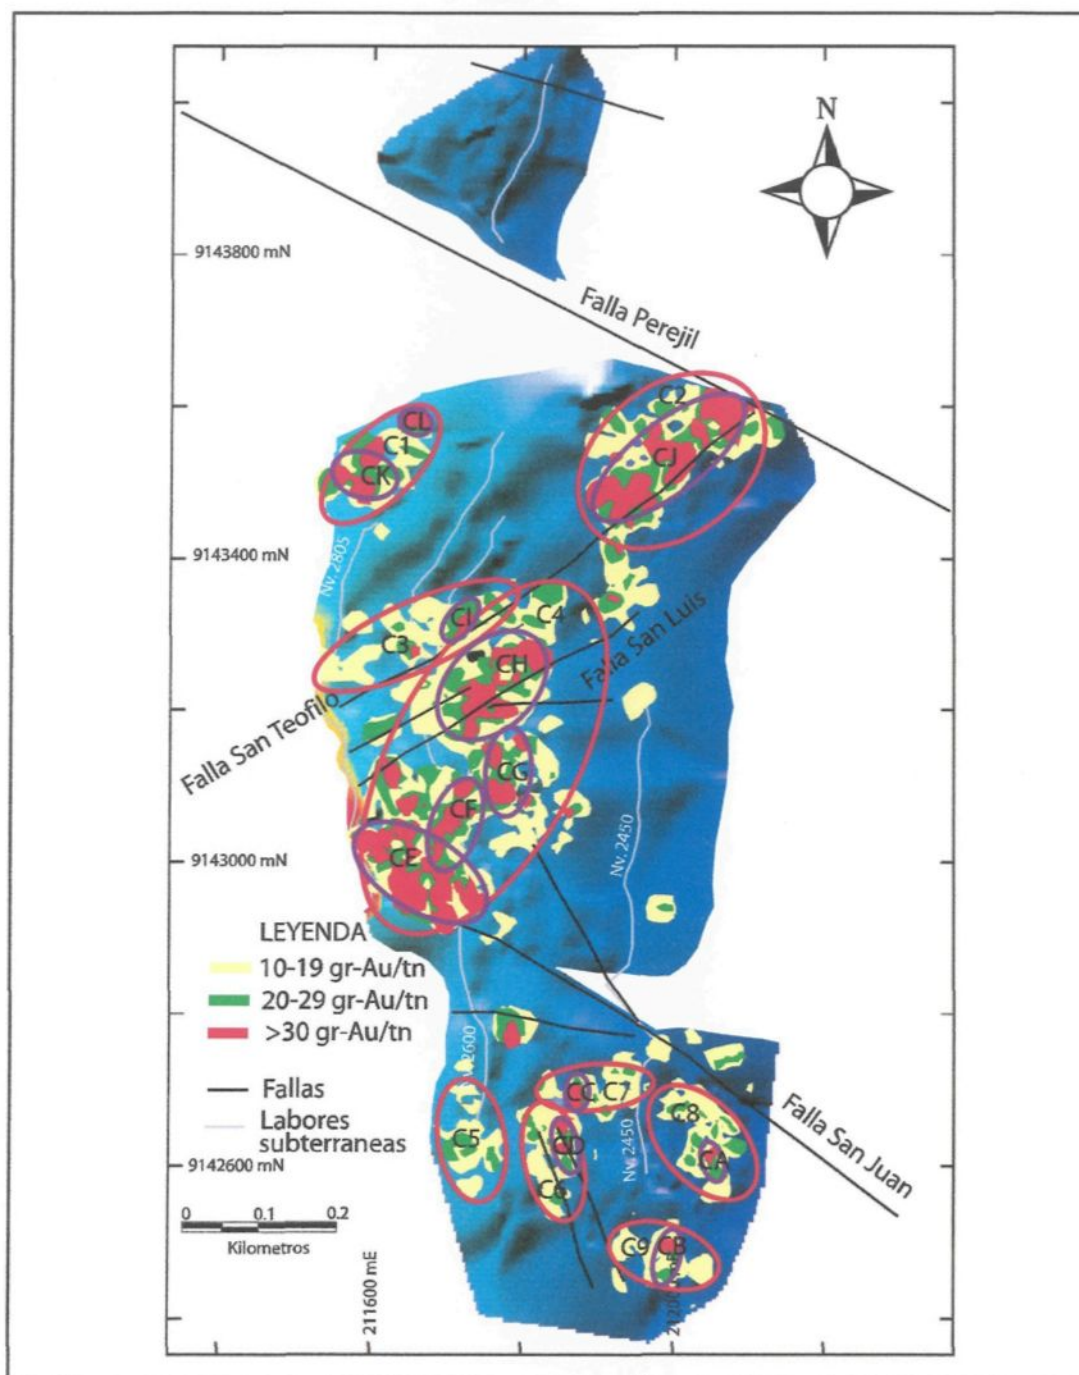 N
9143800 mN
Falla Perejil
C2
CL
C1
CJ
CK
9143400 mN
Nv. 2805
CI
C4
C3
CH
Falla San Luis
Falla San Teofilo
CG
CF
CE
9143000 mN
Nv. 2450
LEYENDA
10-19 gr-Au/tn
20-29 gr-Au/tn
>30 gr-Au/tn
Fallas
Labores
subterraneas
Nv. 2600
CC C7
C8
Falla San Juan
C5
CD
CA
Nv. 2450
9142600 mN
C6
0 0.1 0.2
Kilometros
C9 CB
211600 mE